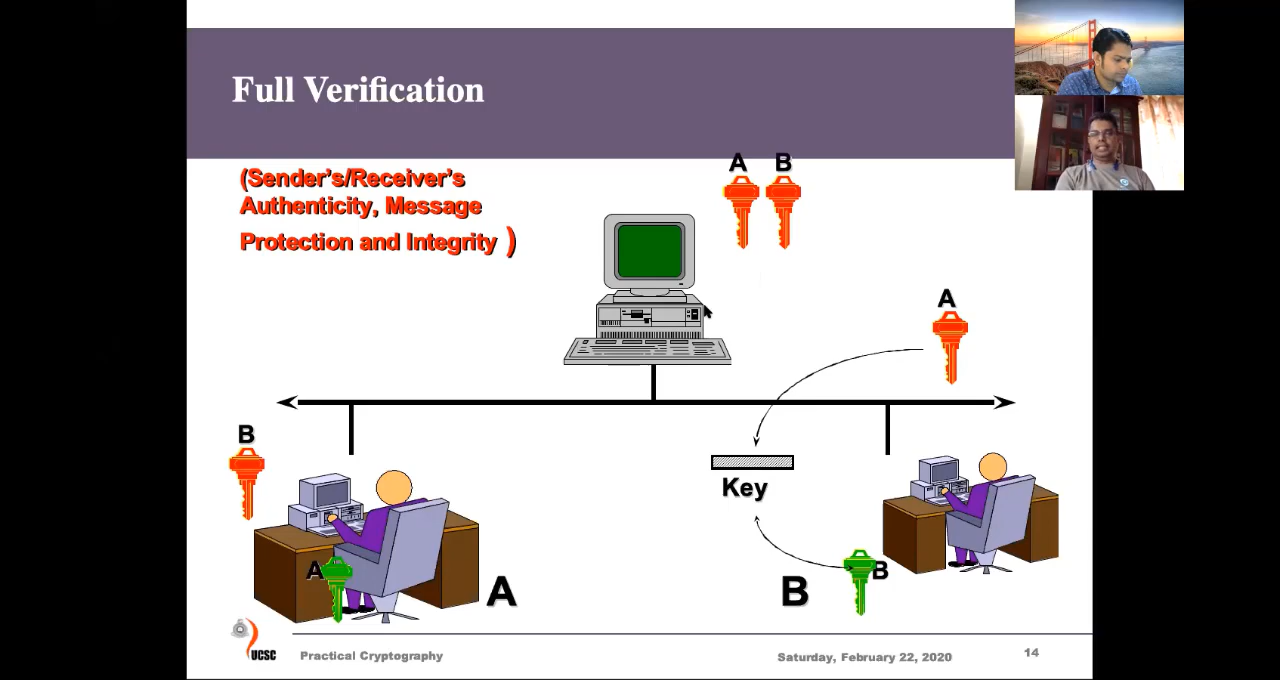 Full Verification
(Sender's/Receiver's
Authenticity, Message
Protection and Integrity )
A B
A
B
Key
A
A
B
B
UCSC
Practical Cryptography
Saturday, February 22, 2020
14